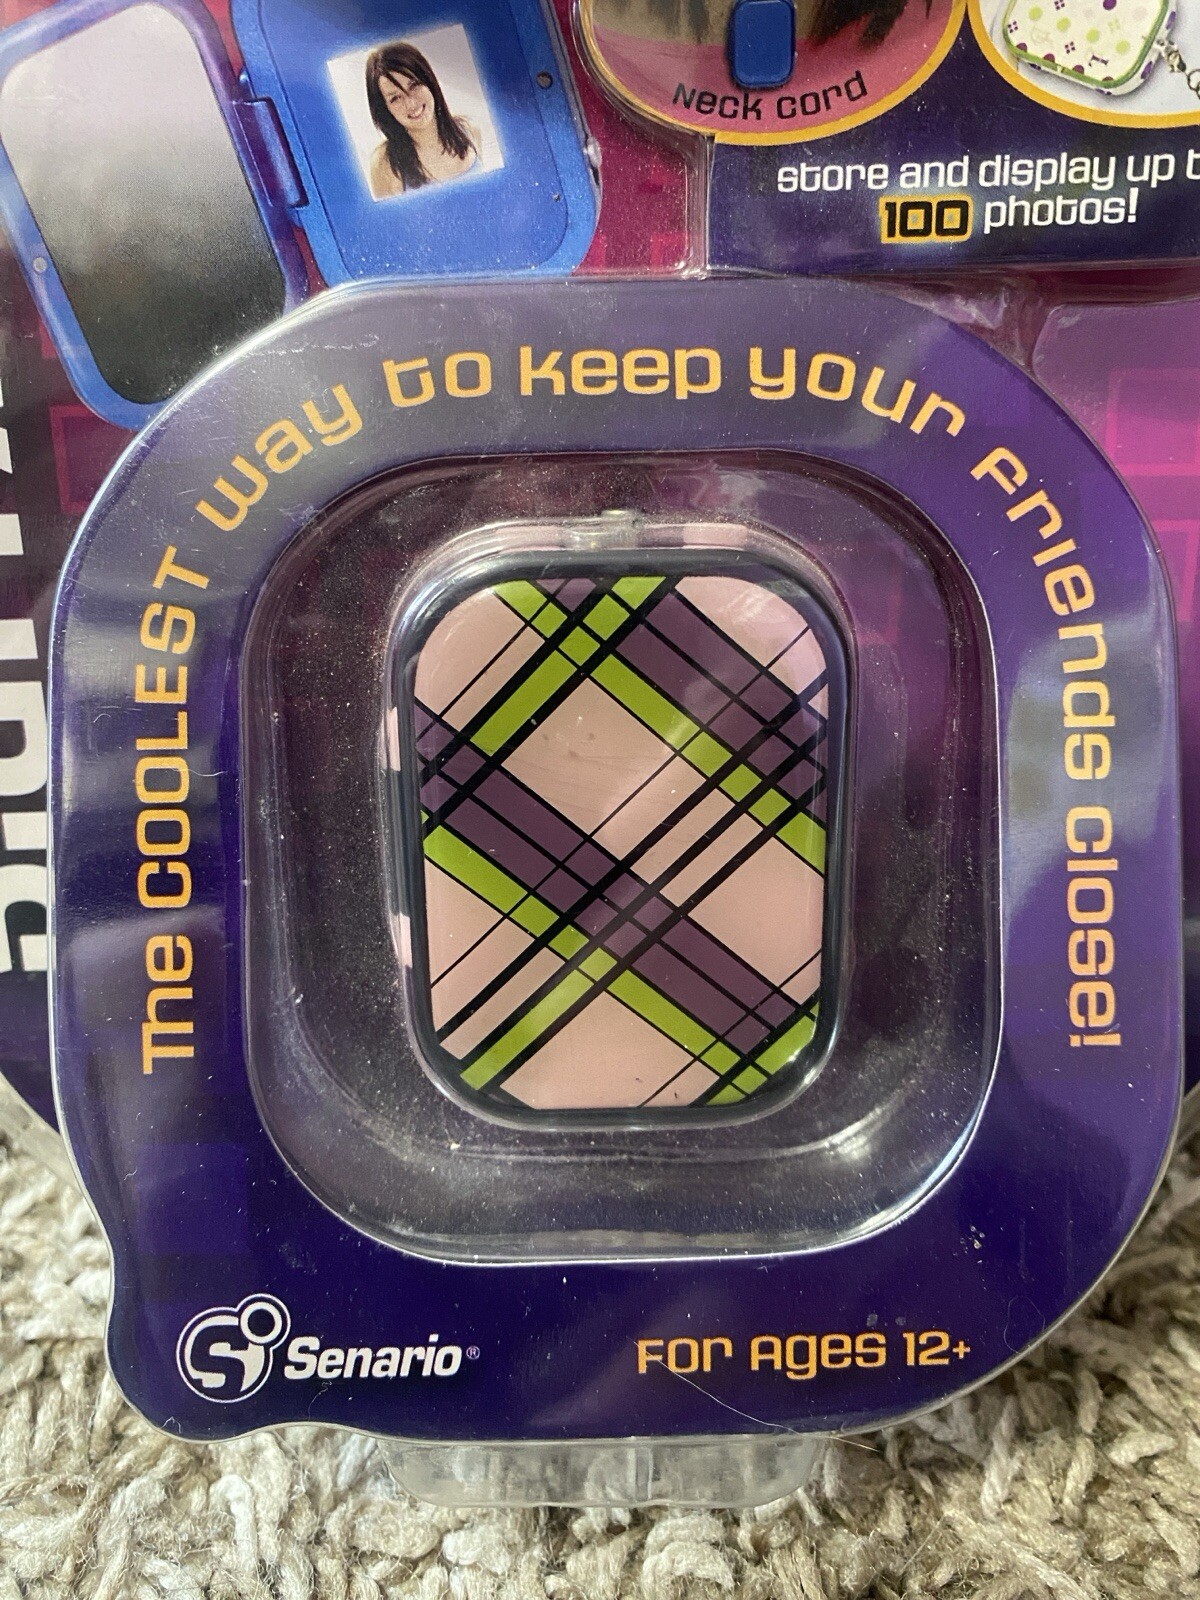 Neck cord
store and display up
100 photos!
The COOLEST way to keep your friends close!
Senario®
For Ages 12+